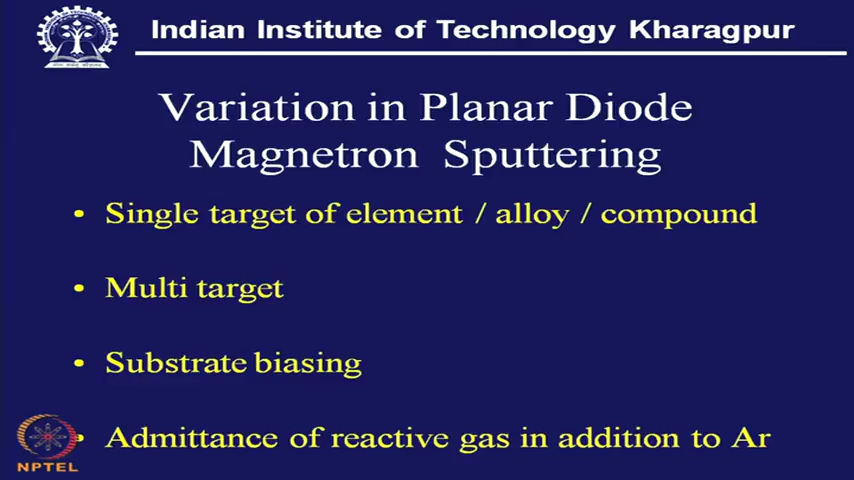 Indian Institute of Technology Kharagpur
Variation in Planar Diode
Magnetron Sputtering
• Single target of element / alloy / compound
• Multi target
• Substrate biasing
• Admittance of reactive gas in addition to Ar
NPTEL